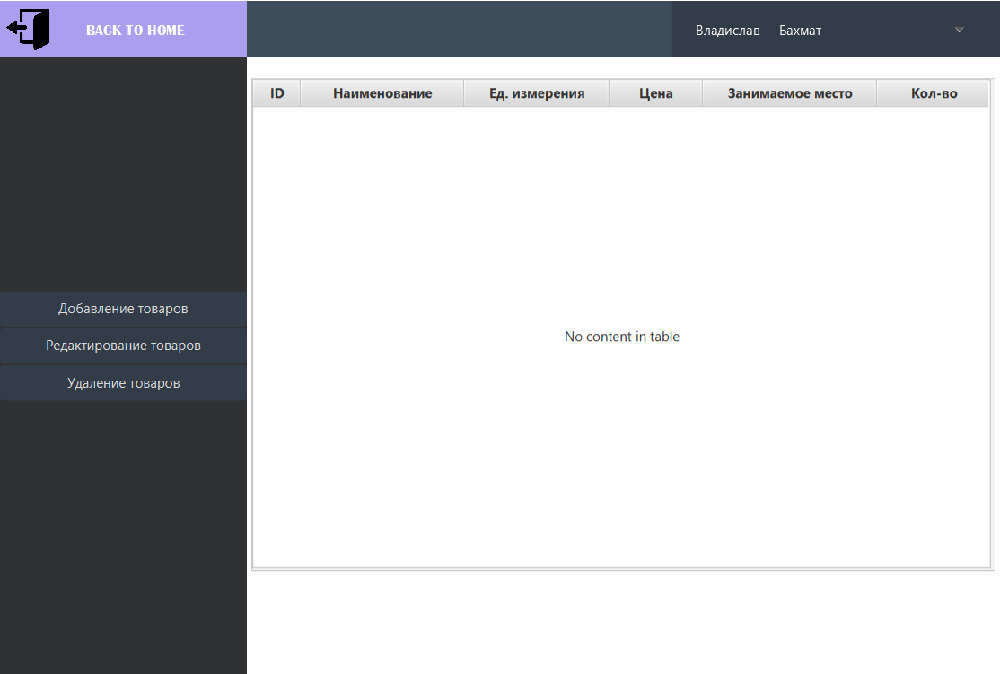 BACK TO HOME
Владислав Бахмат
ID Наименование Ед. измерения Цена Занимаемое место Кол-во
Добавление товаров
No content in table
Редактирование товаров
Удаление товаров